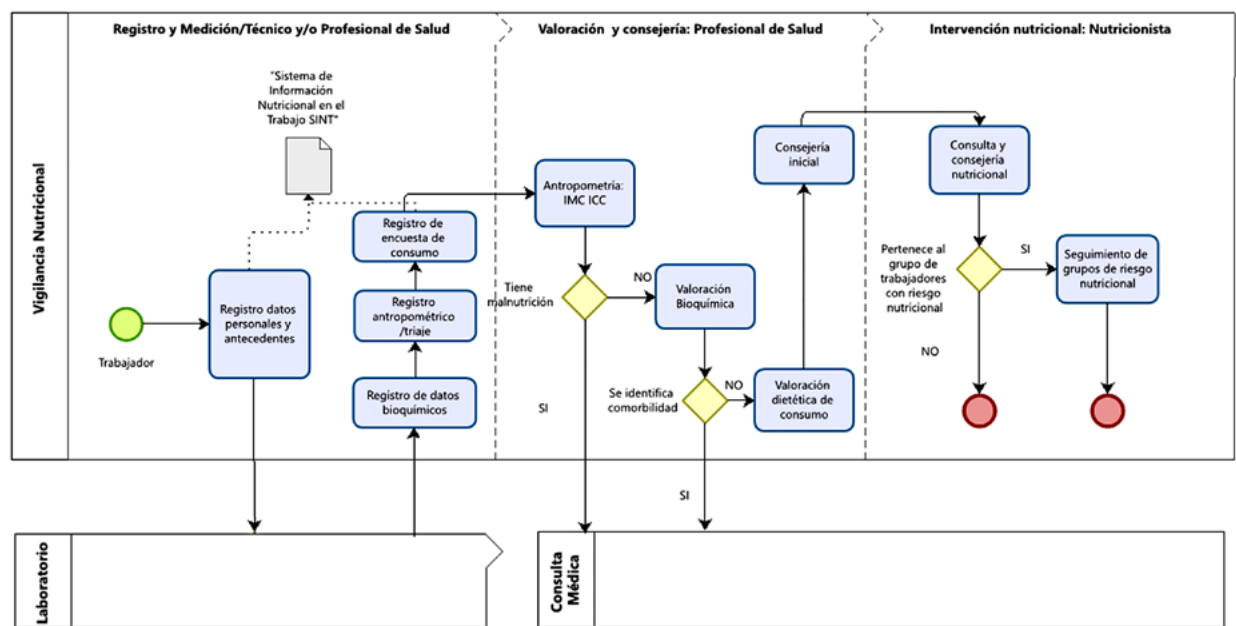 Registro y Medición/Técnico y/o Profesional de Salud
Valoración y consejería: Profesional de Salud
Intervención nutricional: Nutricionista
Vigilancia Nutricional
"Sistema de
Información
Nutricional en el
Trabajo SINT"
Trabajador
Registro datos
personales y
antecedentes
Registro de
encuesta de
consumo
Registro
antropométrico
/triaje
Registro de datos
bioquímicos
Antropometría:
IMC ICC
Tiene
malnutrición
NO
SI
Valoración
Bioquímica
Se identifica
comorbilidad
NO
SI
Valoración
dietética de
consumo
Consejería
inicial
Consulta y
consejería
nutricional
Pertenece al
grupo de
trabajadores
con riesgo
nutricional
SI
NO
Seguimiento de
grupos de riesgo
nutricional
Laboratorio
Consulta
Médica